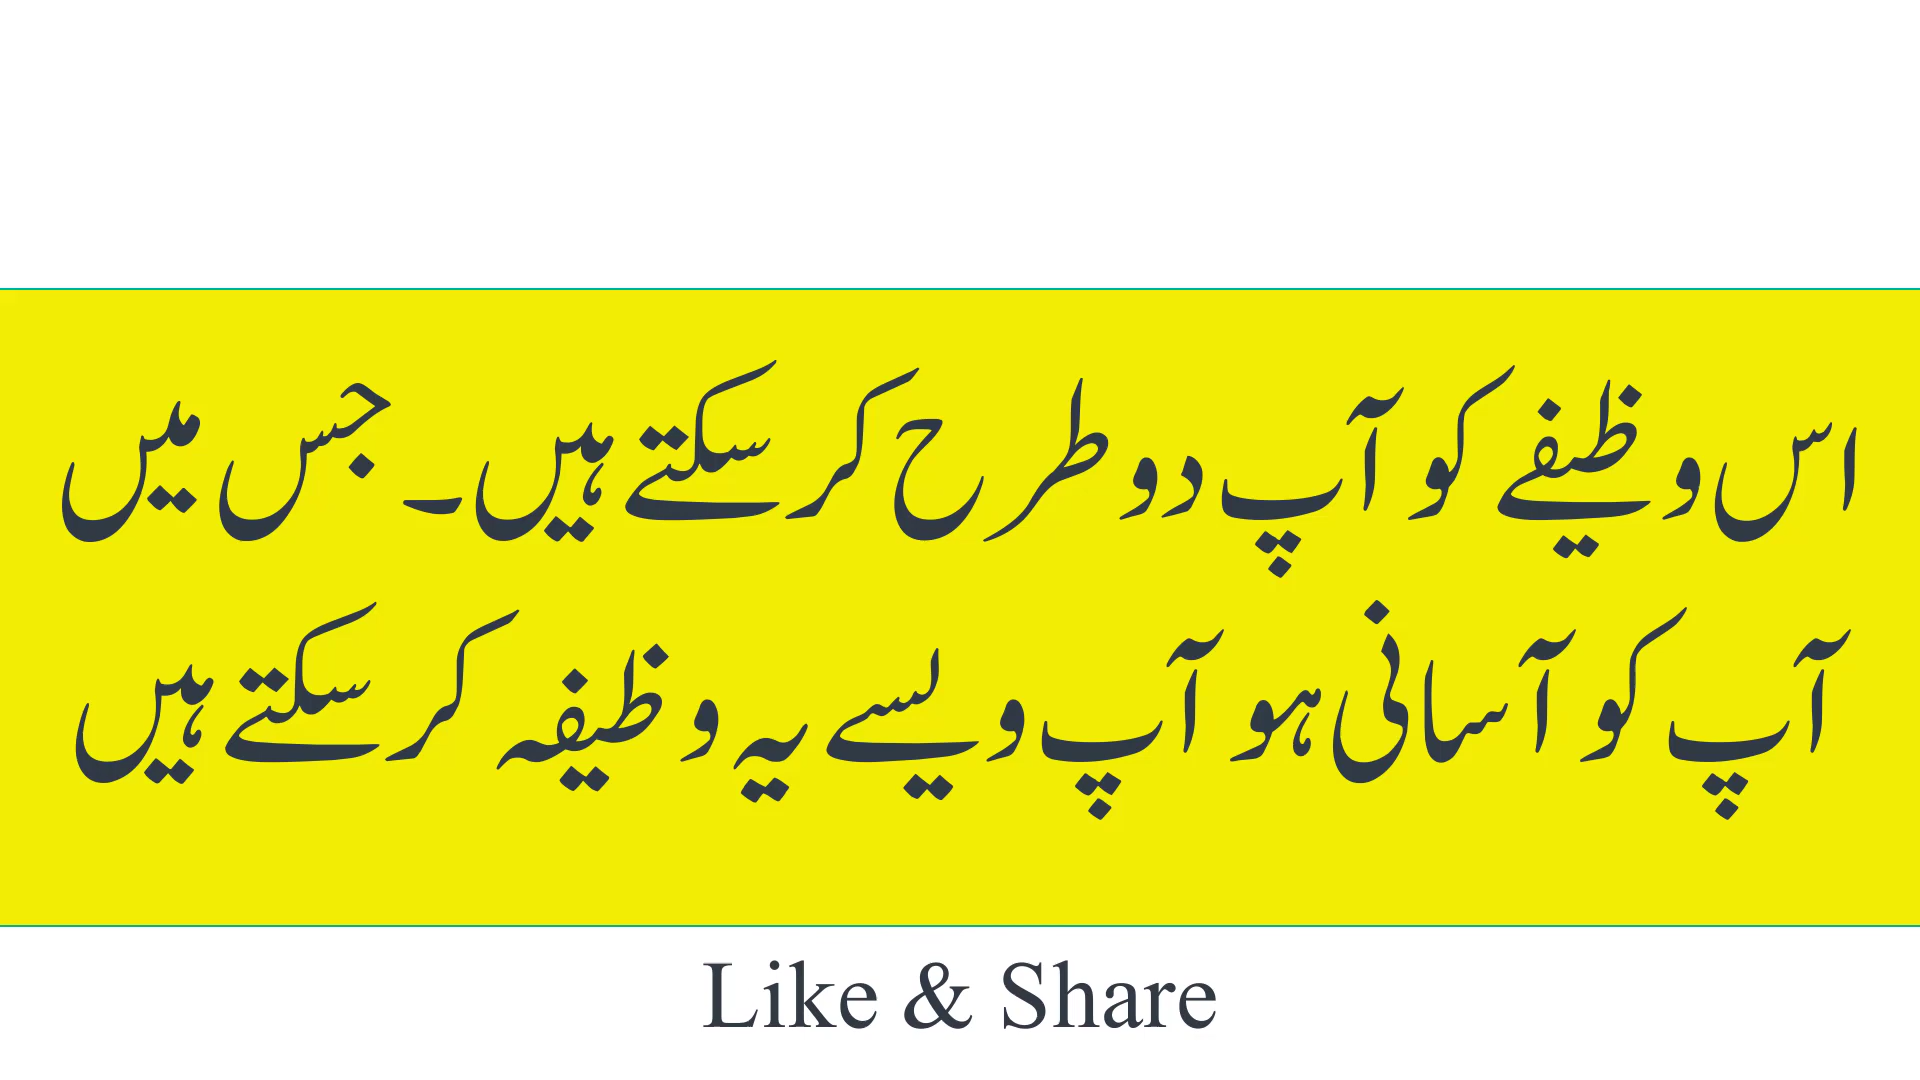 اس وظیفے کو آپ دو طرح کر سکتے ہیں۔ جس میں
آپ کو آسانی ہو آپ ویسے یہ وظیفہ کر سکتے ہیں
Like & Share